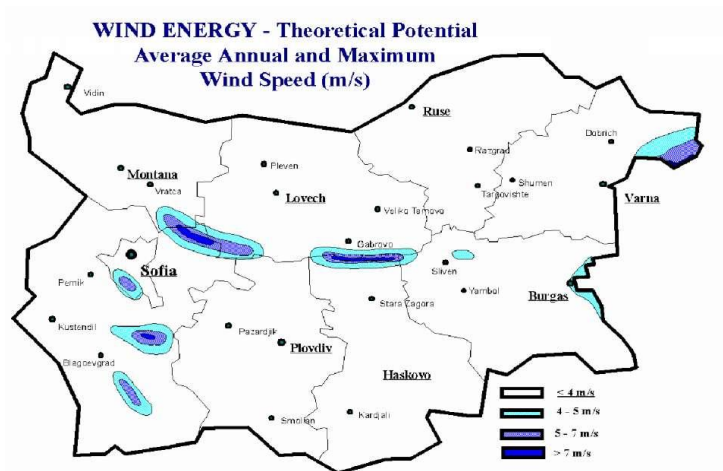 WIND ENERGY - Theoretical Potential
Average Annual and Maximum
Wind Speed (m/s)
Vidin
Ruse
Dobrich
Razgrad
Montana
Vratca
Pleven
Lovech
Shumen
Targovishte
Varna
Veliko Tarnovo
Gabrovo
Sofia
Sliven
Pernik
Yambol
Burgas
Stara Zagora
Kustendil
Pazardjik
Plovdiv
Blagoevgrad
Haskovo
Smolian
Kardjali
< 4 m/s
4 - 5 m/s
5 - 7 m/s
> 7 m/s